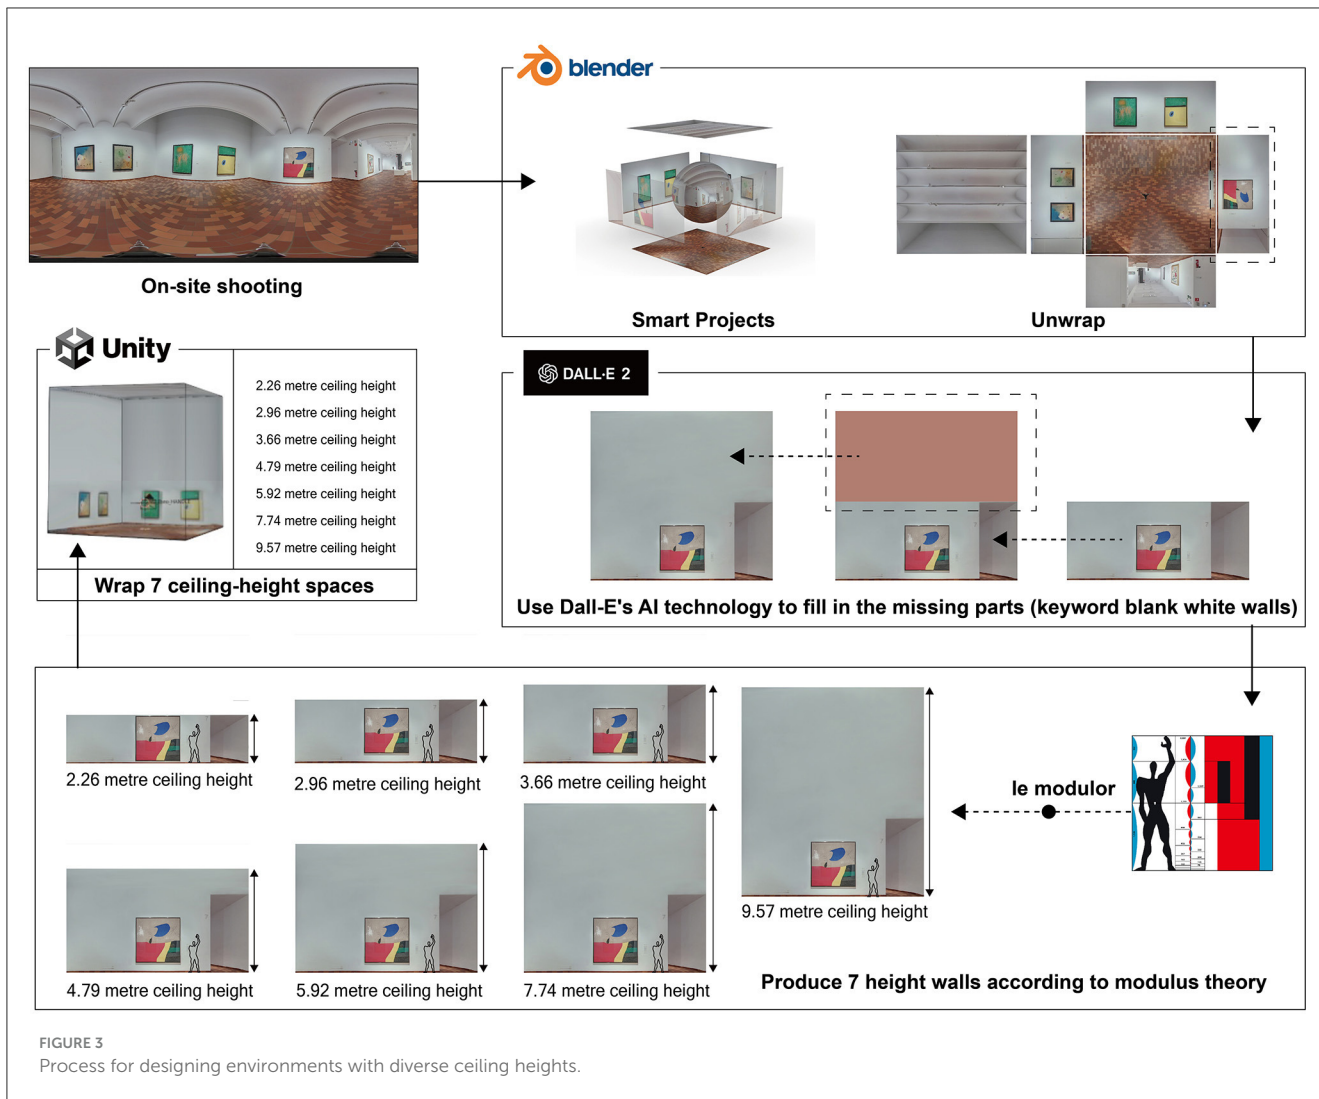 blender
On-site shooting
Smart Projects
Unwrap
Unity
2.26 metre ceiling height
2.96 metre ceiling height
3.66 metre ceiling height
4.79 metre ceiling height
5.92 metre ceiling height
7.74 metre ceiling height
9.57 metre ceiling height
Wrap 7 ceiling-height spaces
DALL·E 2
Use Dall-E's AI technology to fill in the missing parts (keyword blank white walls)
2.26 metre ceiling height
2.96 metre ceiling height
3.66 metre ceiling height
4.79 metre ceiling height
5.92 metre ceiling height
7.74 metre ceiling height
9.57 metre ceiling height
le modulor
Produce 7 height walls according to modulus theory
FIGURE 3
Process for designing environments with diverse ceiling heights.